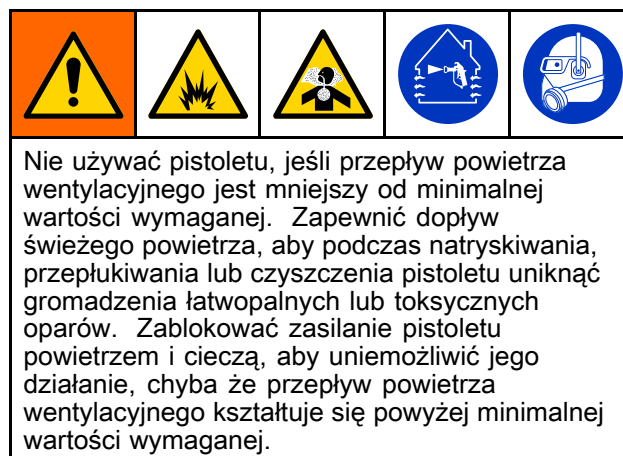 Nie używać pistoletu, jeśli przepływ powietrza
wentylacyjnego jest mniejszy od minimalnej
wartości wymaganej. Zapewnić dopływ
świeżego powietrza, aby podczas natryskiwania,
przepłukiwania lub czyszczenia pistoletu uniknąć
gromadzenia łatwopalnych lub toksycznych
oparów. Zablokować zasilanie pistoletu
powietrzem i cieczą, aby uniemożliwić jego
działanie, chyba że przepływ powietrza
wentylacyjnego kształtuje się powyżej minimalnej
wartości wymaganej.